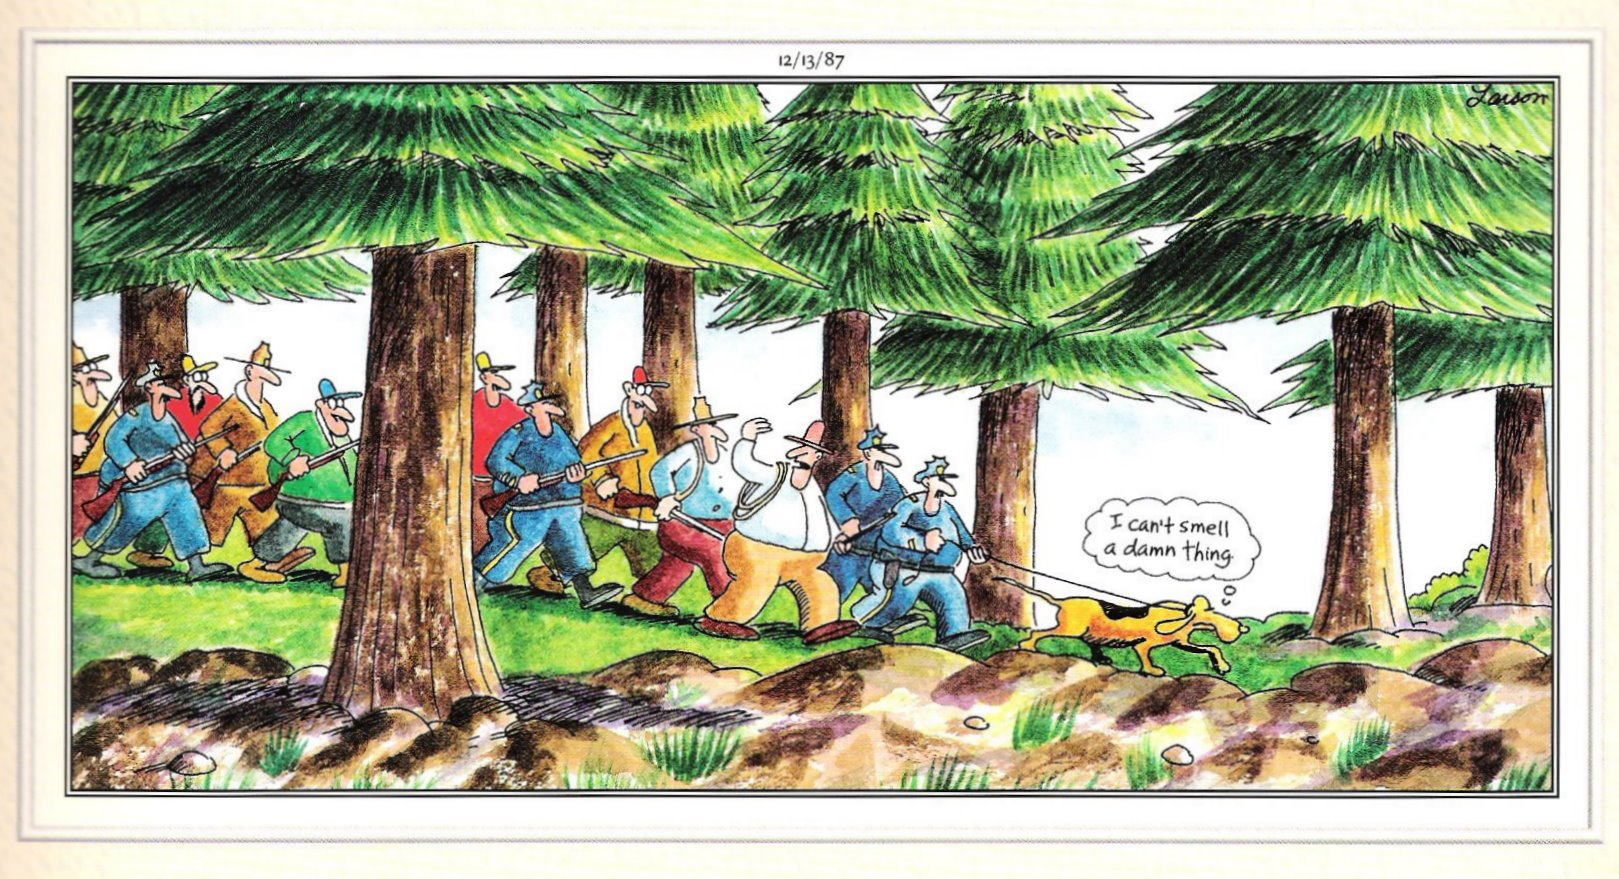 12/13/87
Larson
I can't smell
a damn thing.